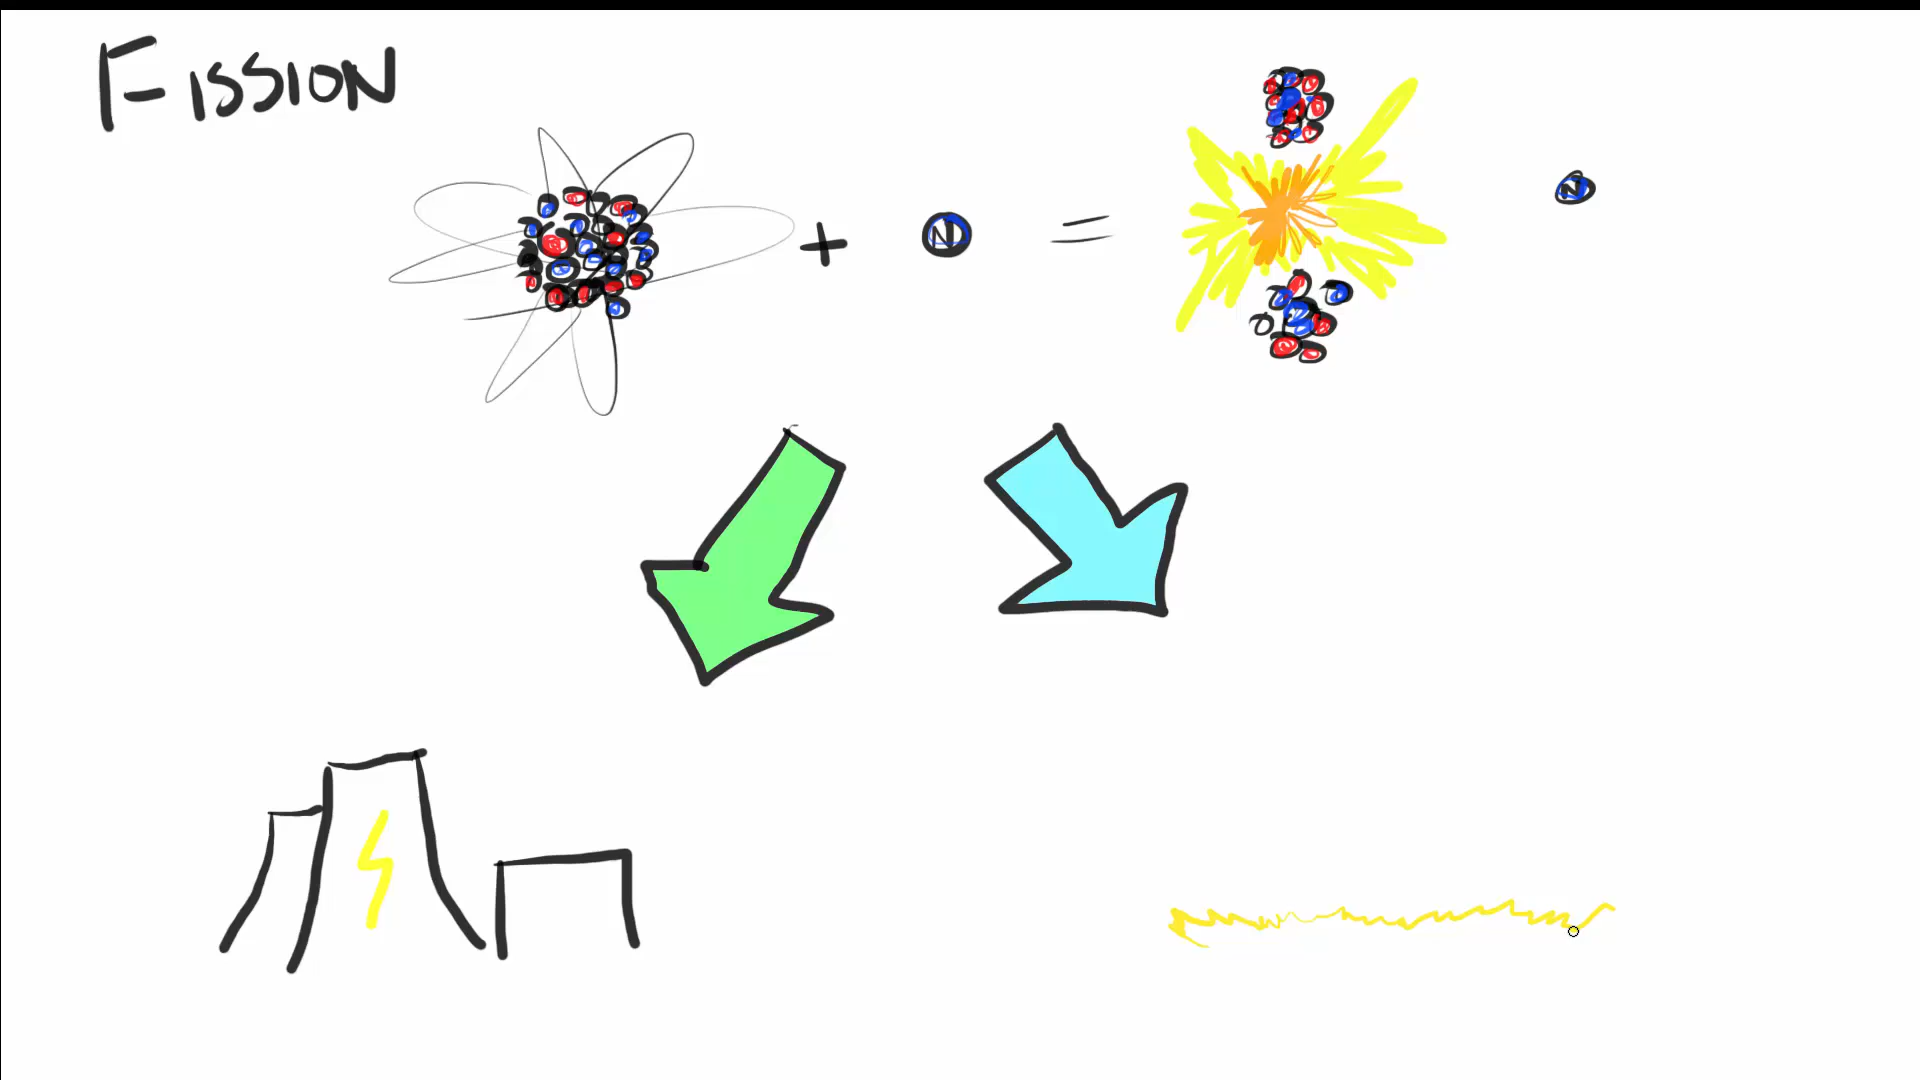 FISSION
+ N =
N